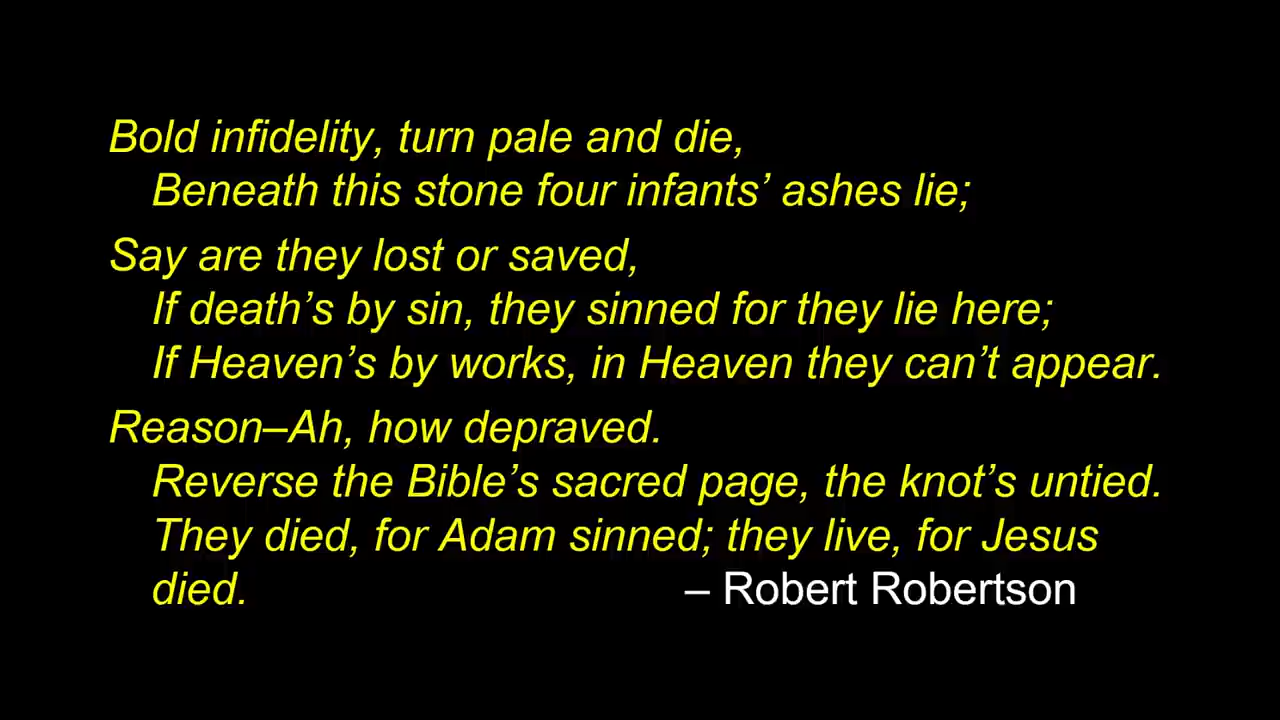 Bold infidelity, turn pale and die,
Beneath this stone four infants’ ashes lie;
Say are they lost or saved,
If death’s by sin, they sinned for they lie here;
If Heaven’s by works, in Heaven they can’t appear.
Reason–Ah, how depraved.
Reverse the Bible’s sacred page, the knot’s untied.
They died, for Adam sinned; they live, for Jesus
died. – Robert Robertson